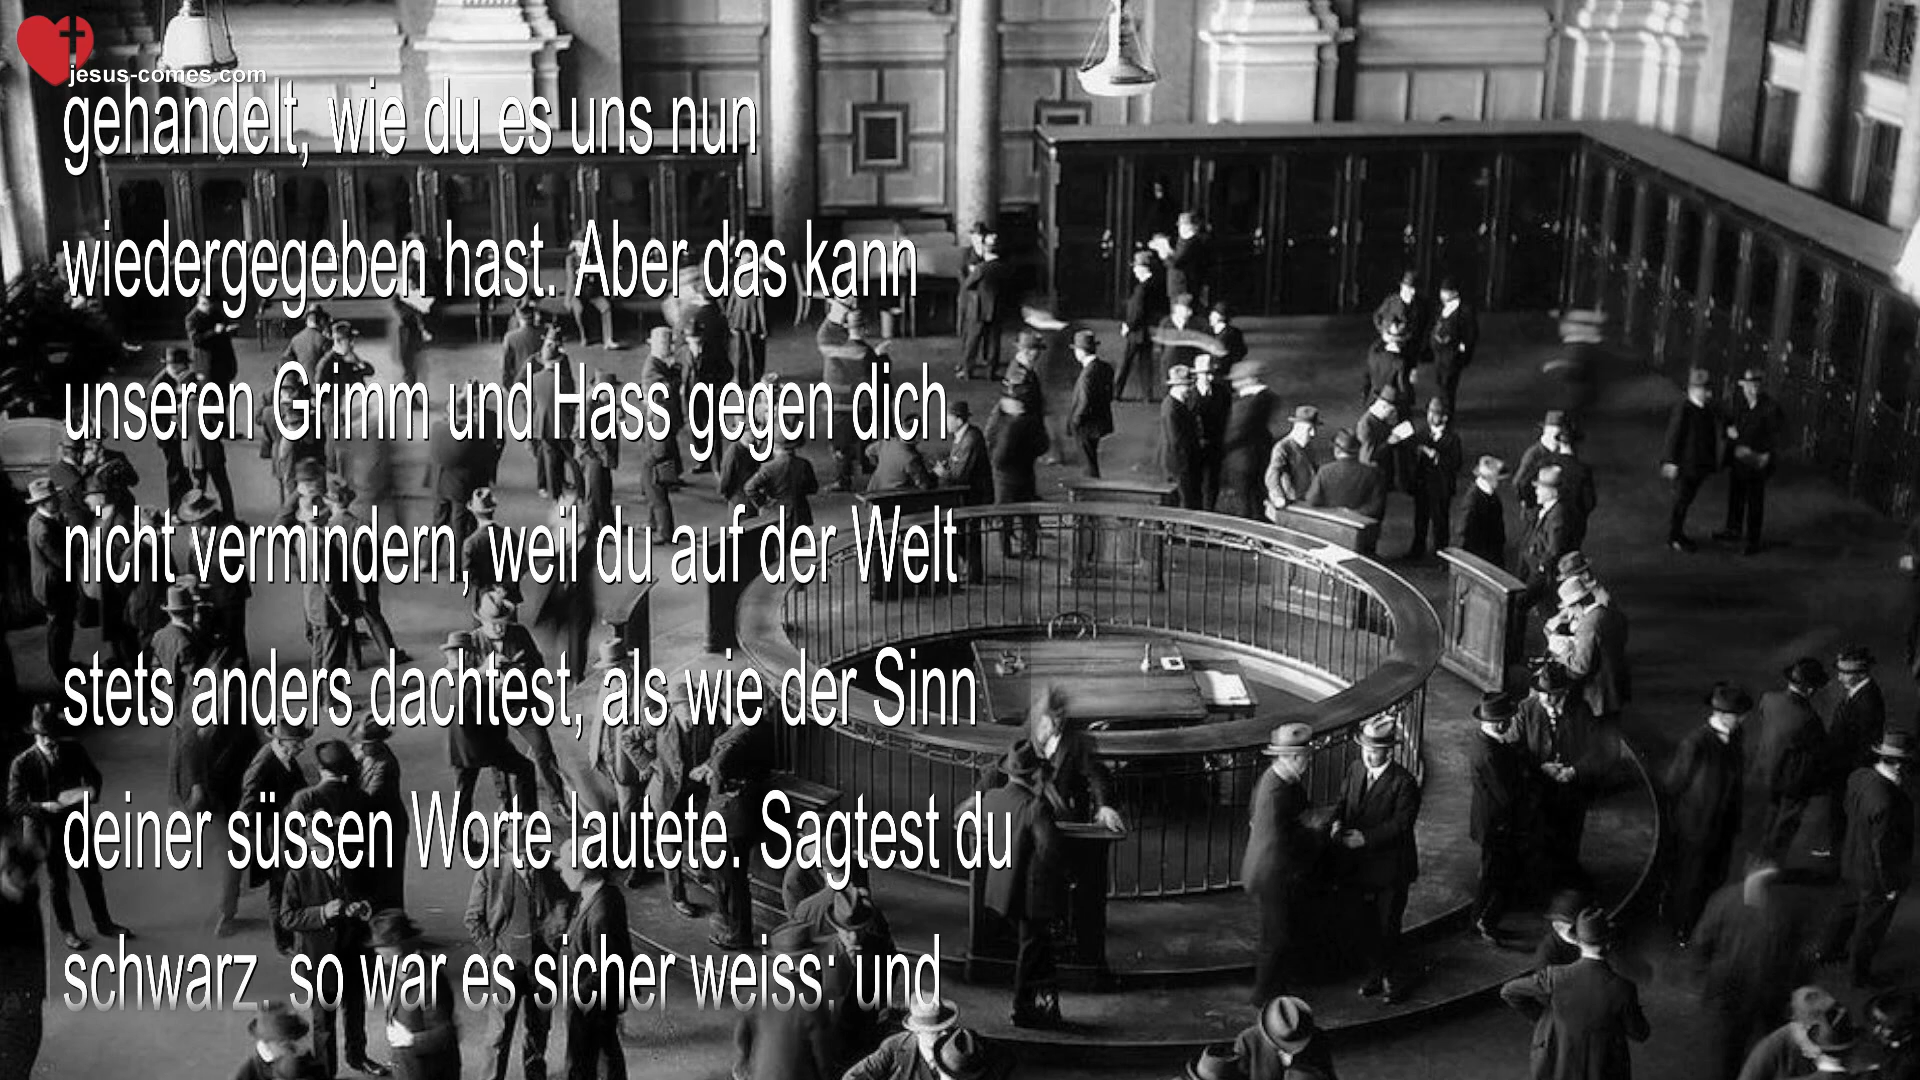 jesus-comes.com
gehandelt, wie du es uns nun
wiedergegeben hast. Aber das kann
unseren Grimm und Hass gegen dich
nicht vermindern, weil du auf der Welt
stets anders dachtest, als wie der Sinn
deiner süssen Worte lautete. Sagtest du
schwarz, so war es sicher weiss; und